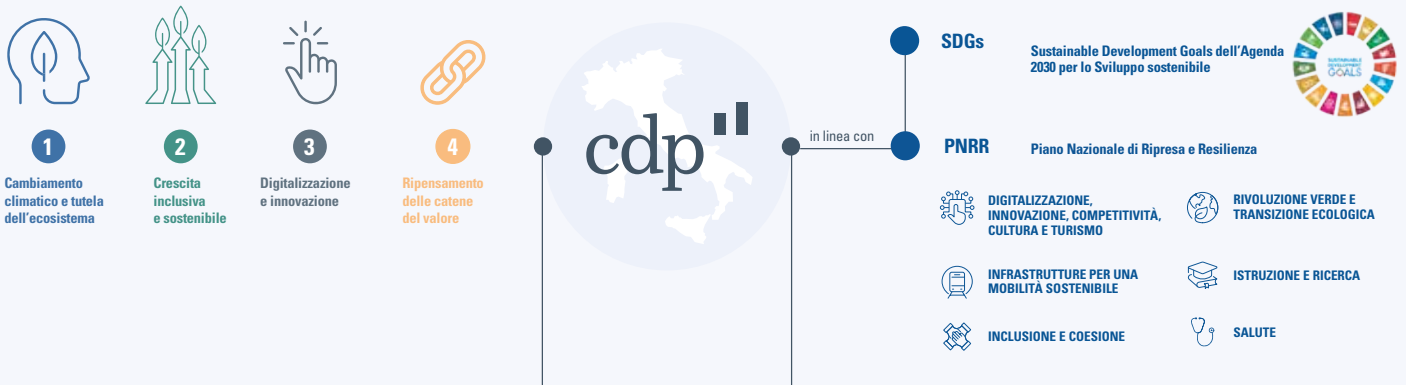 1
Cambiamento
climatico e tutela
dell'ecosistema
2
Crescita
inclusiva
e sostenibile
3
Digitalizzazione
e innovazione
4
Ripensamento
delle catene
del valore
cdp
in linea con
SDGs
Sustainable Development Goals dell'Agenda
2030 per lo Sviluppo sostenibile
SUSTAINABLE
DEVELOPMENT
GOALS
PNRR
Piano Nazionale di Ripresa e Resilienza
DIGITALIZZAZIONE,
INNOVAZIONE, COMPETITIVITÀ,
CULTURA E TURISMO
RIVOLUZIONE VERDE E
TRANSIZIONE ECOLOGICA
INFRASTRUTTURE PER UNA
MOBILITÀ SOSTENIBILE
ISTRUZIONE E RICERCA
INCLUSIONE E COESIONE
SALUTE